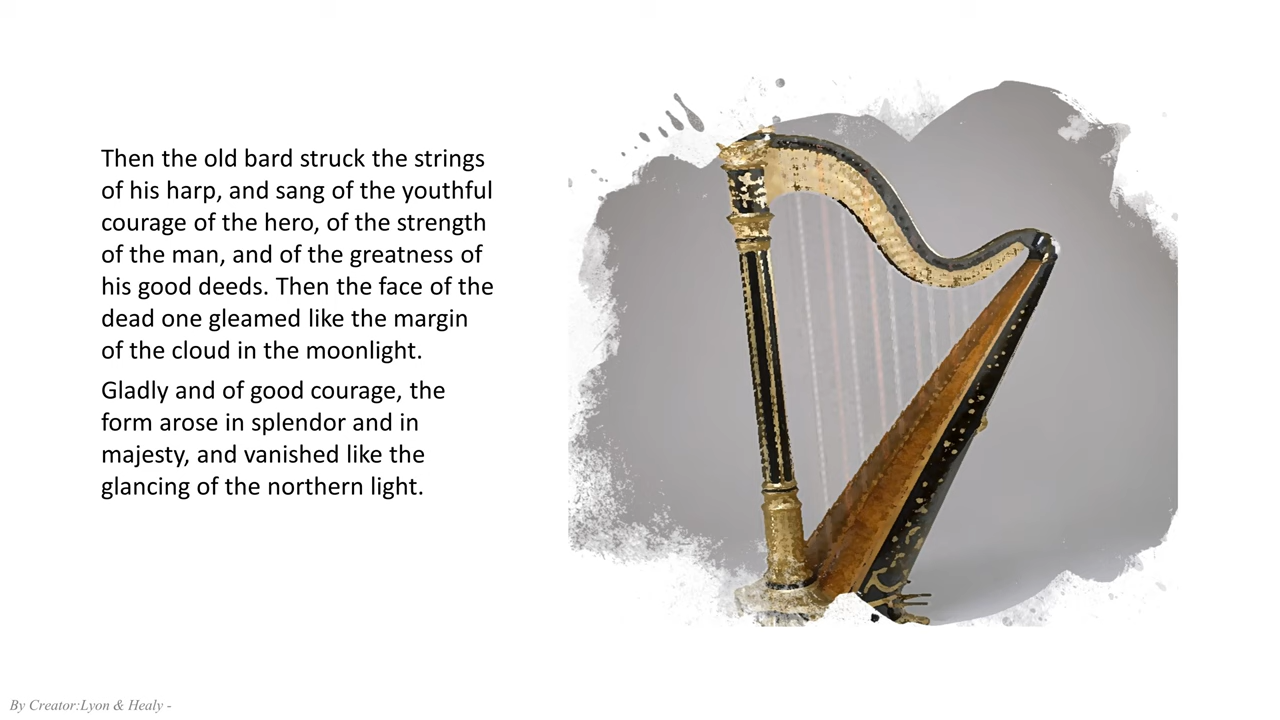 Then the old bard struck the strings
of his harp, and sang of the youthful
courage of the hero, of the strength
of the man, and of the greatness of
his good deeds. Then the face of the
dead one gleamed like the margin
of the cloud in the moonlight.
Gladly and of good courage, the
form arose in splendor and in
majesty, and vanished like the
glancing of the northern light.
By Creator:Lyon & Healy -